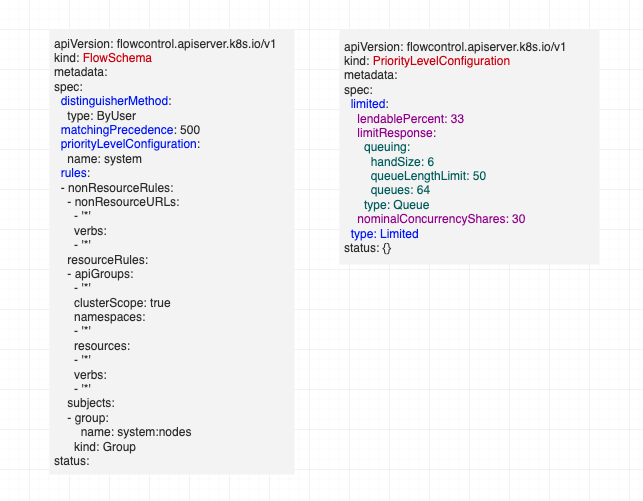 apiVersion: flowcontrol.apiserver.k8s.io/v1
kind: FlowSchema
metadata:
spec:
  distinguisherMethod:
    type: ByUser
  matchingPrecedence: 500
  priorityLevelConfiguration:
    name: system
  rules:
  - nonResourceRules:
    - nonResourceURLs:
      - '*'
      verbs:
      - '*'
    resourceRules:
    - apiGroups:
      - '*'
      clusterScope: true
      namespaces:
      - '*'
      resources:
      - '*'
      verbs:
      - '*'
    subjects:
    - group:
        name: system:nodes
      kind: Group
status:
apiVersion: flowcontrol.apiserver.k8s.io/v1
kind: PriorityLevelConfiguration
metadata:
spec:
  limited:
    lendablePercent: 33
    limitResponse:
      queuing:
        handSize: 6
        queueLengthLimit: 50
        queues: 64
      type: Queue
    nominalConcurrencyShares: 30
  type: Limited
status: {}